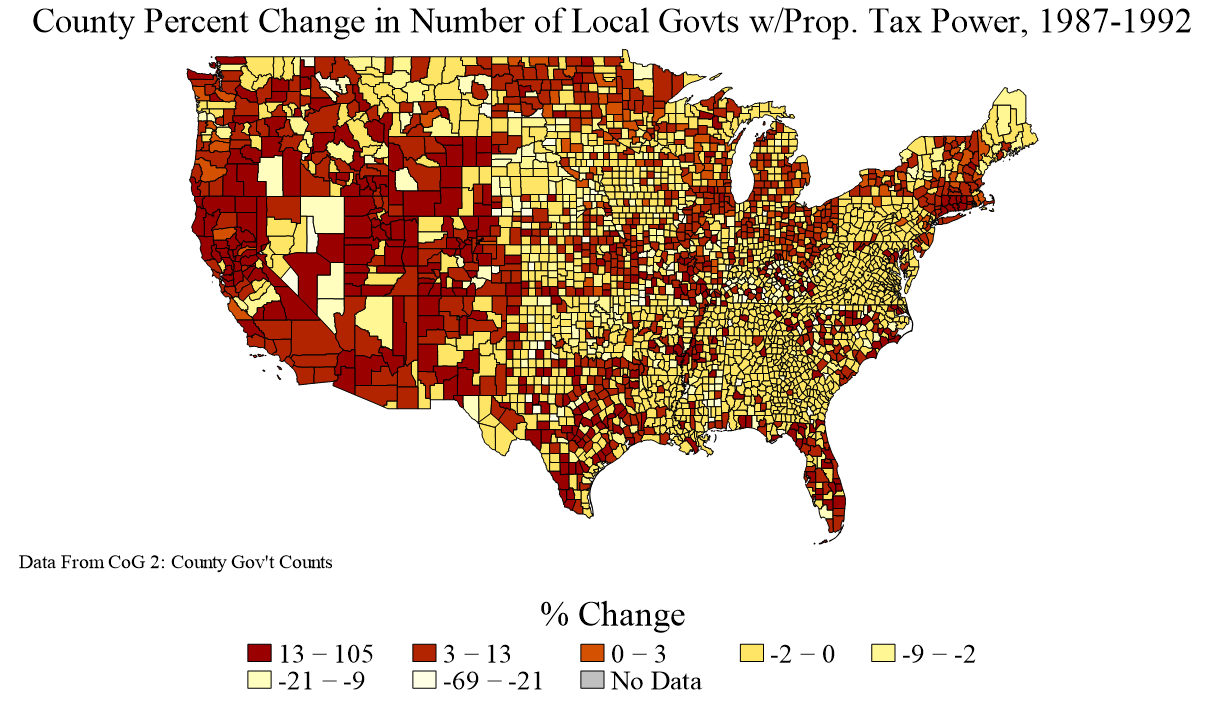 County Percent Change in Number of Local Govts w/Prop. Tax Power, 1987-1992
Data From CoG 2: County Gov't Counts
% Change
13 − 105 3 − 13 0 − 3 -2 − 0 -9 − -2
-21 − -9 -69 − -21 No Data